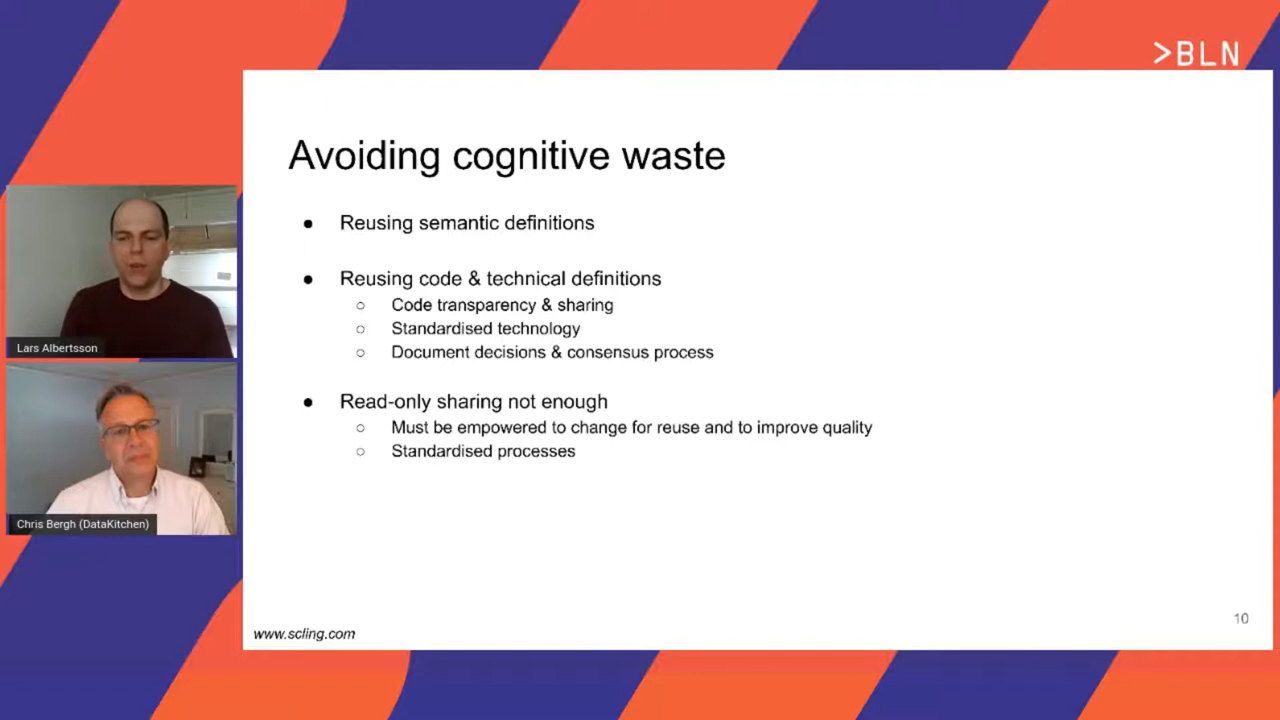 >BLN
Avoiding cognitive waste
● Reusing semantic definitions
● Reusing code & technical definitions
○ Code transparency & sharing
○ Standardised technology
○ Document decisions & consensus process
● Read-only sharing not enough
○ Must be empowered to change for reuse and to improve quality
○ Standardised processes
Lars Albertsson
Chris Bergh (DataKitchen)
10
www.scling.com